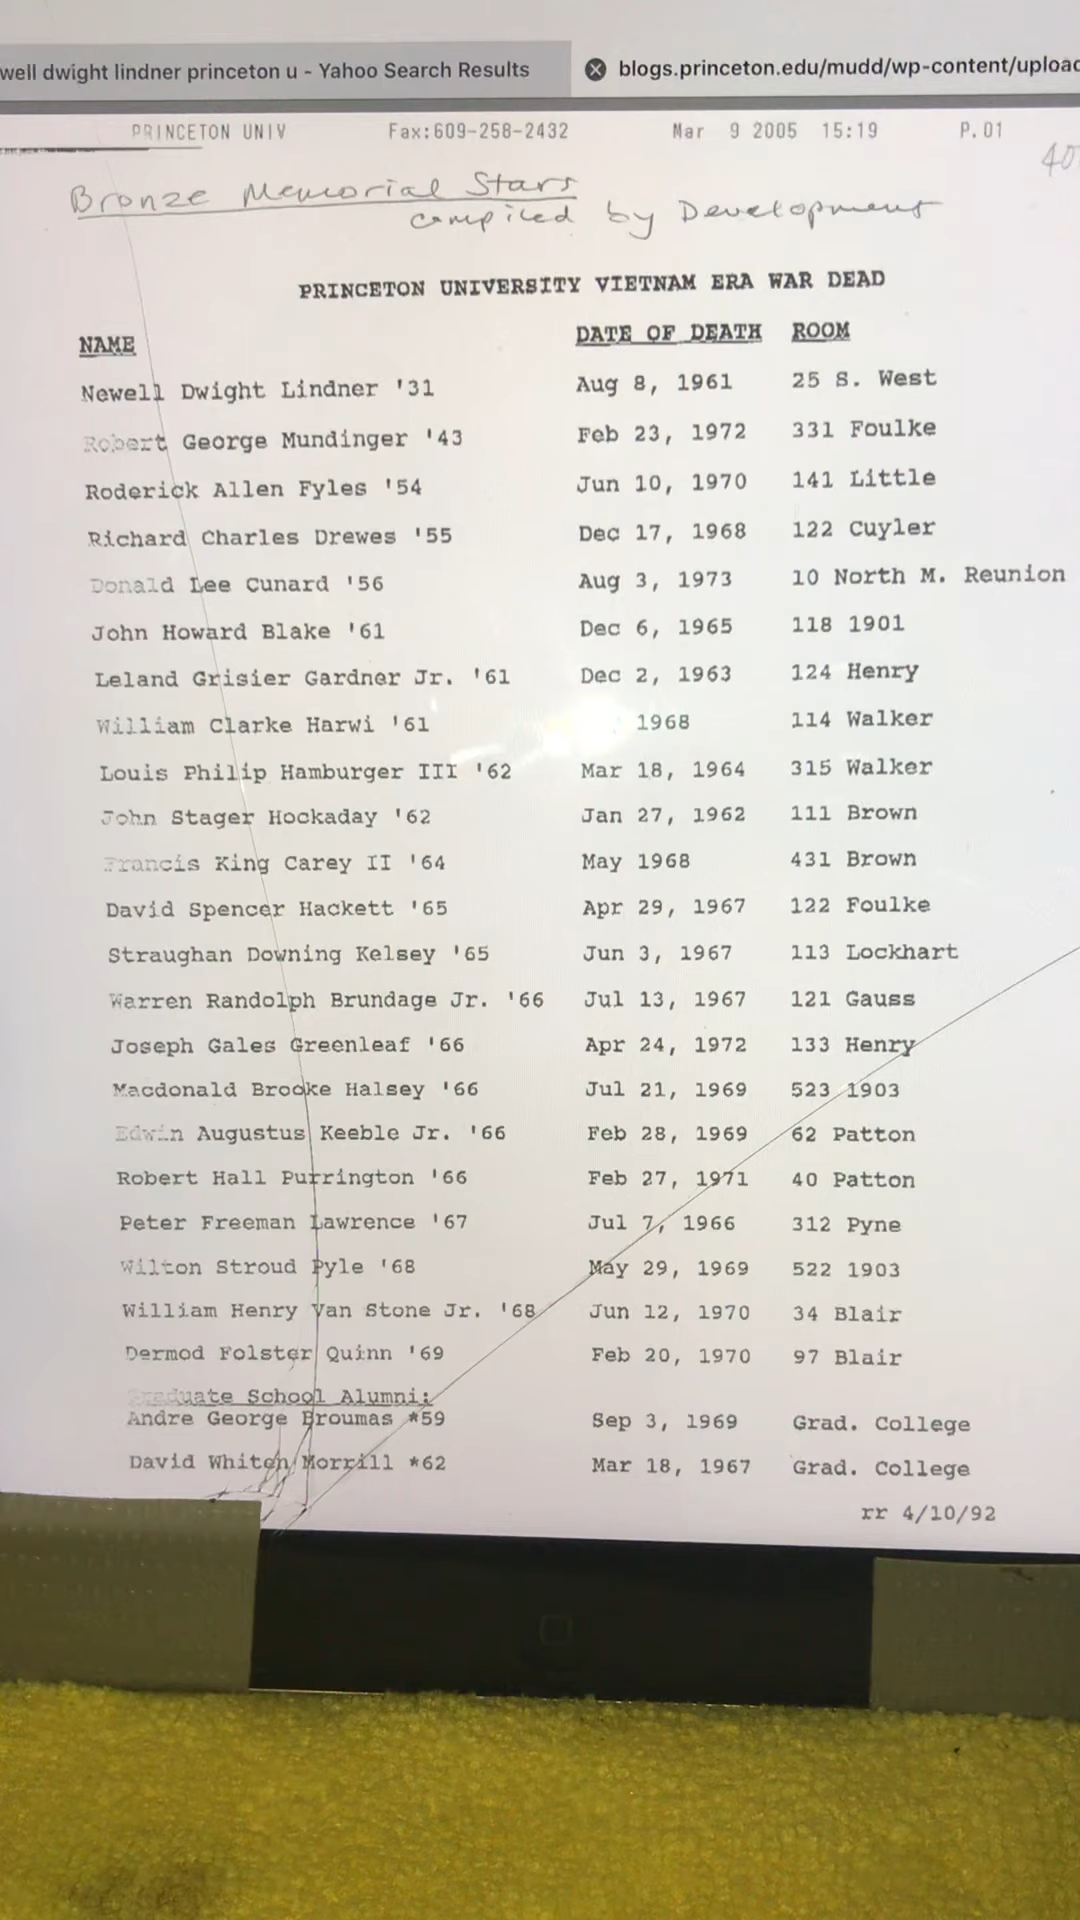 well dwight lindner princeton u - Yahoo Search Results
blogs.princeton.edu/mudd/wp-content/upload
PRINCETON UNIV Fax:609-258-2432 Mar 9 2005 15:19 P.01
40
Bronze Memorial Stars
compiled by Development
PRINCETON UNIVERSITY VIETNAM ERA WAR DEAD
NAME DATE OF DEATH ROOM
Newell Dwight Lindner '31 Aug 8, 1961 25 S. West
Robert George Mundinger '43 Feb 23, 1972 331 Foulke
Roderick Allen Fyles '54 Jun 10, 1970 141 Little
Richard Charles Drewes '55 Dec 17, 1968 122 Cuyler
Donald Lee Cunard '56 Aug 3, 1973 10 North M. Reunion
John Howard Blake '61 Dec 6, 1965 118 1901
Leland Grisier Gardner Jr. '61 Dec 2, 1963 124 Henry
William Clarke Harwi '61 1968 114 Walker
Louis Philip Hamburger III '62 Mar 18, 1964 315 Walker
John Stager Hockaday '62 Jan 27, 1962 111 Brown
Francis King Carey II '64 May 1968 431 Brown
David Spencer Hackett '65 Apr 29, 1967 122 Foulke
Straughan Downing Kelsey '65 Jun 3, 1967 113 Lockhart
Warren Randolph Brundage Jr. '66 Jul 13, 1967 121 Gauss
Joseph Gales Greenleaf '66 Apr 24, 1972 133 Henry
Macdonald Brooke Halsey '66 Jul 21, 1969 523 1903
Edwin Augustus Keeble Jr. '66 Feb 28, 1969 62 Patton
Robert Hall Purrington '66 Feb 27, 1971 40 Patton
Peter Freeman Lawrence '67 Jul 7, 1966 312 Pyne
Wilton Stroud Pyle '68 May 29, 1969 522 1903
William Henry Van Stone Jr. '68 Jun 12, 1970 34 Blair
Dermod Folster Quinn '69 Feb 20, 1970 97 Blair
Graduate School Alumni:
Andre George Broumas *59 Sep 3, 1969 Grad. College
David Whiten Morrill *62 Mar 18, 1967 Grad. College
rr 4/10/92